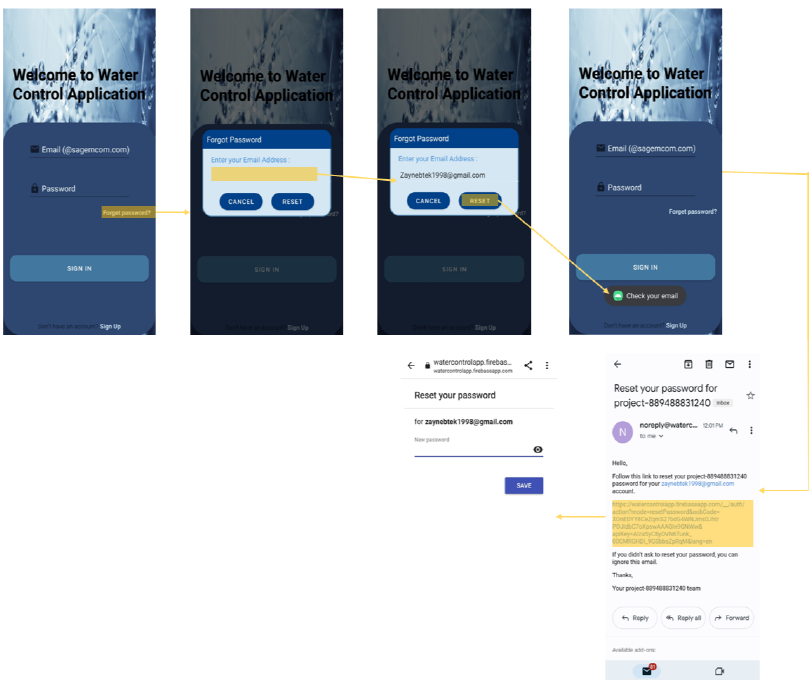 Welcome to Water
Control Application
Email (@sagemcom.com)
Password
Forget password?
SIGN IN
Don't have an account? Sign Up
Welcome to Water
Control Application
Forgot Password
Enter your Email Address :
CANCEL
RESET
SIGN IN
Don't have an account? Sign Up
Welcome to Water
Control Application
Forgot Password
Enter your Email Address :
Zaynebtek1998@gmail.com
CANCEL
RESET
SIGN IN
Don't have an account? Sign Up
Welcome to Water
Control Application
Email (@sagemcom.com)
Password
Forget password?
SIGN IN
Check your email
Don't have an account? Sign Up
watercontrolapp.firebas...
watercontrolapp.firebaseapp.com
Reset your password
for zaynebtek1998@gmail.com
New password
SAVE
Reset your password for
project-889488831240 Inbox
N
noreply@waterc... 12:01 PM
to me
Hello,
Follow this link to reset your project-889488831240
password for your zaynebtek1998@gmail.com
account.
https://watercontrolapp.firebaseapp.com/__/auth/
If you didn't ask to reset your password, you can
ignore this email.
Thanks,
Your project-889488831240 team
Reply
Reply all
Forward
Available add-ons: